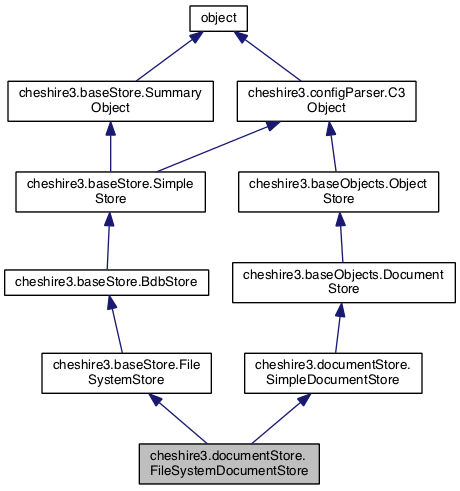 object
cheshire3.baseStore.Summary
Object
cheshire3.configParser.C3
Object
cheshire3.baseStore.Simple
Store
cheshire3.baseObjects.Object
Store
cheshire3.baseStore.BdbStore
cheshire3.baseObjects.Document
Store
cheshire3.baseStore.File
SystemStore
cheshire3.documentStore.
SimpleDocumentStore
cheshire3.documentStore.
FileSystemDocumentStore